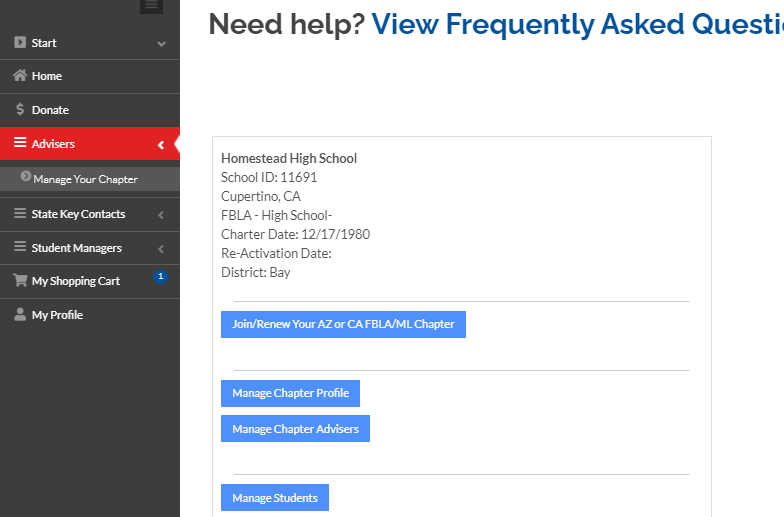 Need help? View Frequently Asked Questi
Start
Home
$ Donate
Advisers
Manage Your Chapter
State Key Contacts
Student Managers
My Shopping Cart 1
My Profile
Homestead High School
School ID: 11691
Cupertino, CA
FBLA - High School-
Charter Date: 12/17/1980
Re-Activation Date:
District: Bay
Join/Renew Your AZ or CA FBLA/ML Chapter
Manage Chapter Profile
Manage Chapter Advisers
Manage Students